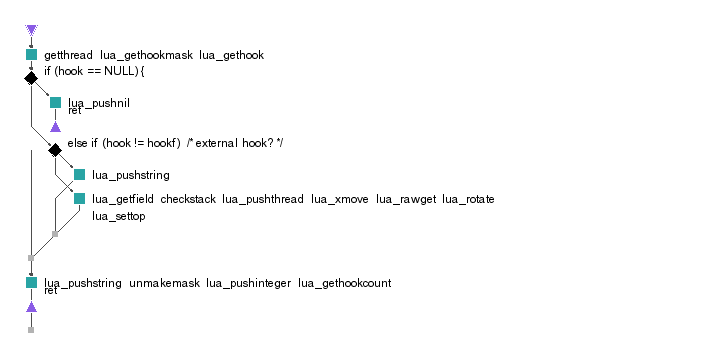 getthread lua_gethookmask lua_gethook
if (hook == NULL) {
lua_pushnil
ret
else if (hook != hookf) /* external hook? */
lua_pushstring
lua_getfield checkstack lua_pushthread lua_xmove lua_rawget lua_rotate
lua_settop
lua_pushstring unmakemask lua_pushinteger lua_gethookcount
ret